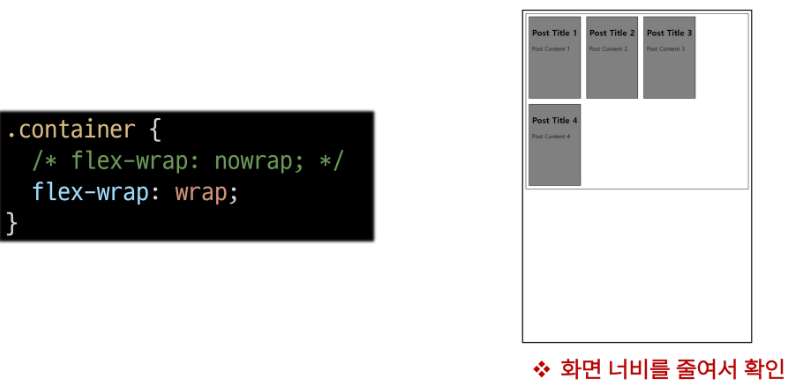 .container {
/* flex-wrap: nowrap; */
flex-wrap: wrap;
}
Post Title 1
Post Content 1
Post Title 2
Post Content 2
Post Title 3
Post Content 3
Post Title 4
Post Content 4
❖ 화면 너비를 줄여서 확인